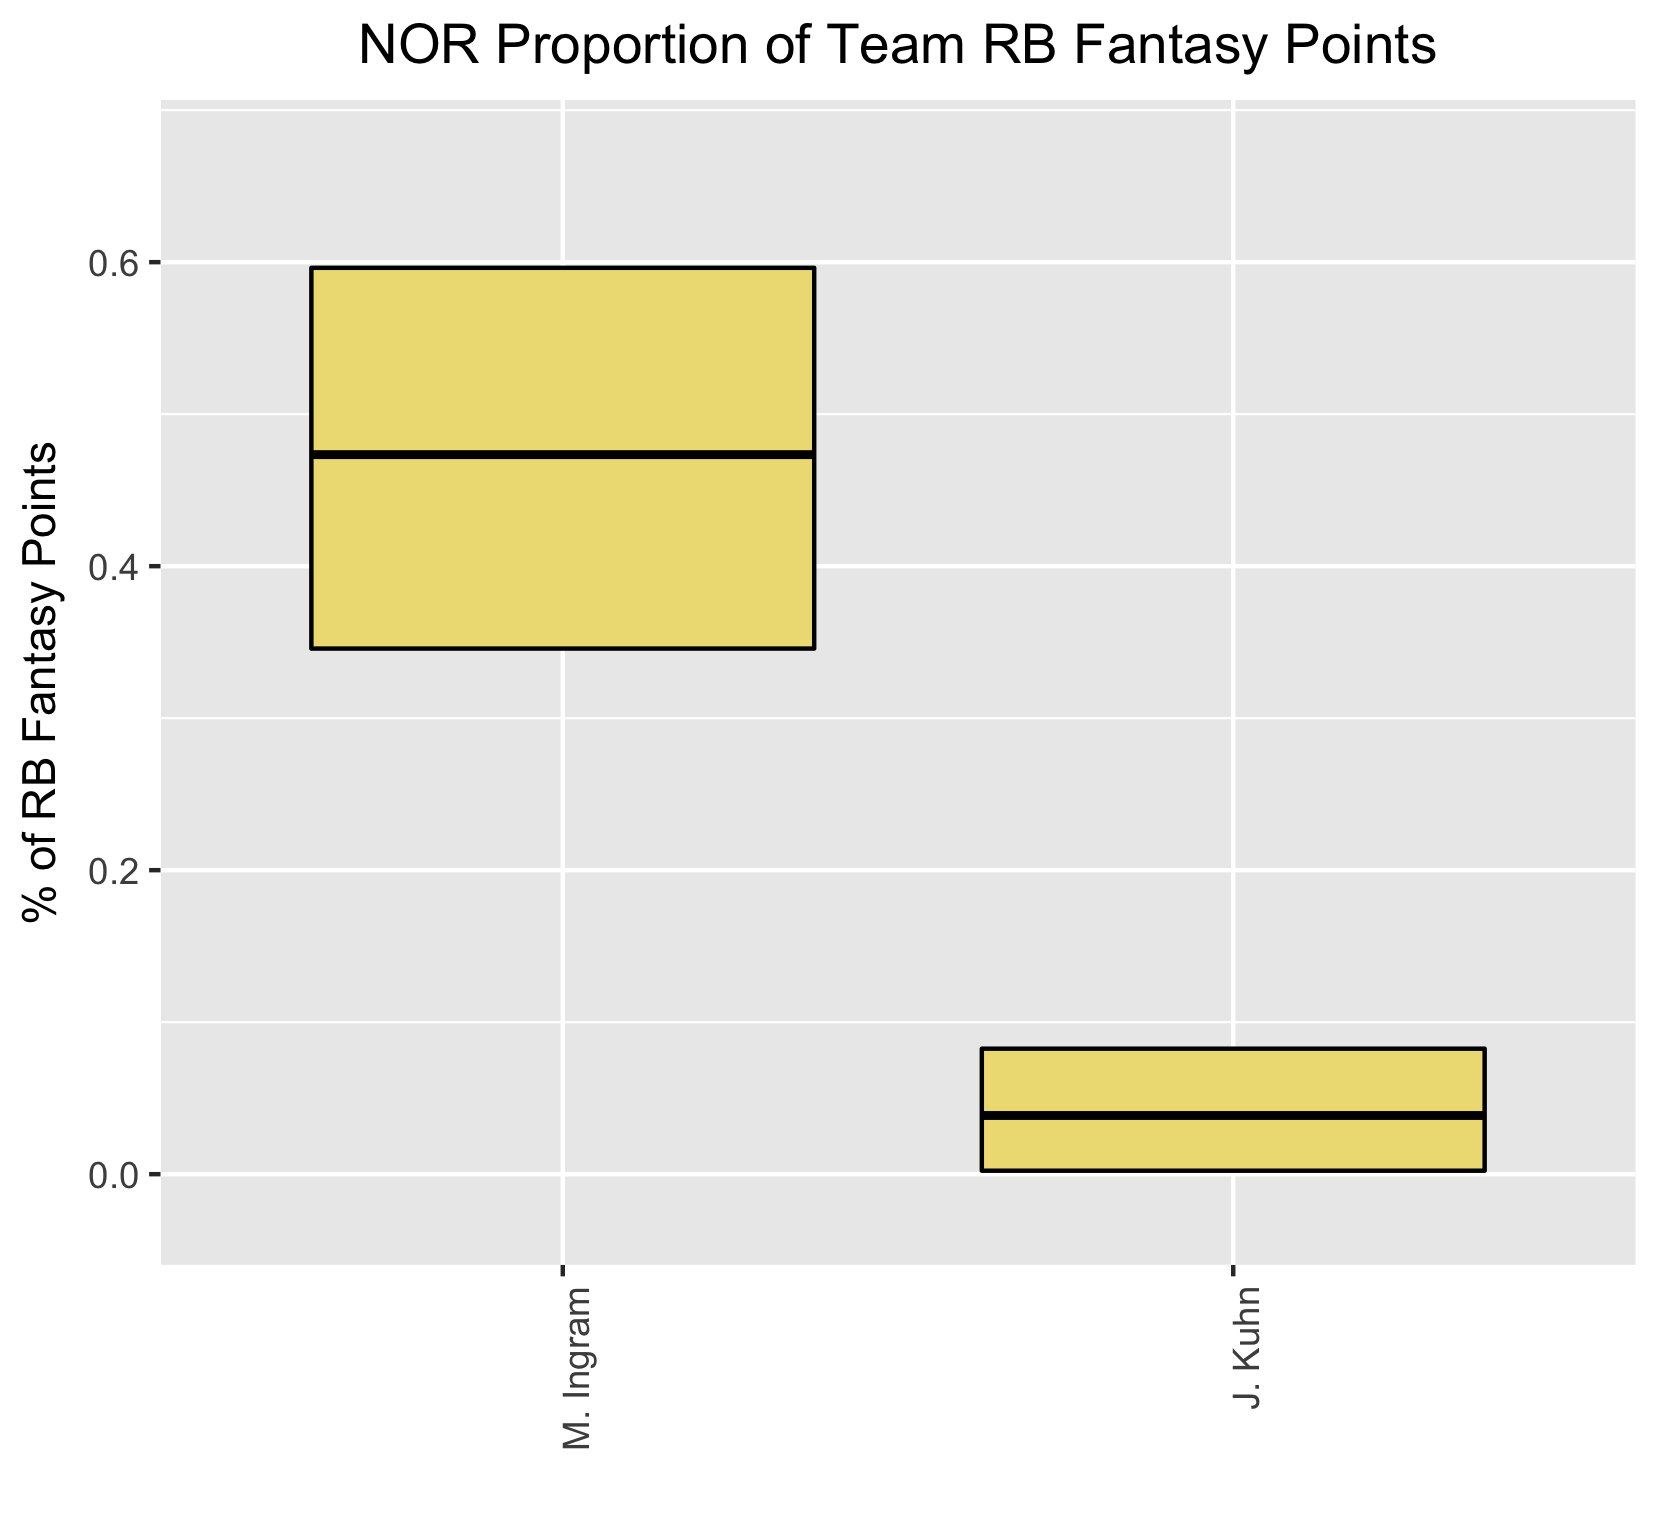 NOR Proportion of Team RB Fantasy Points
% of RB Fantasy Points
0.6
0.4
0.2
0.0
M. Ingram
J. Kuhn